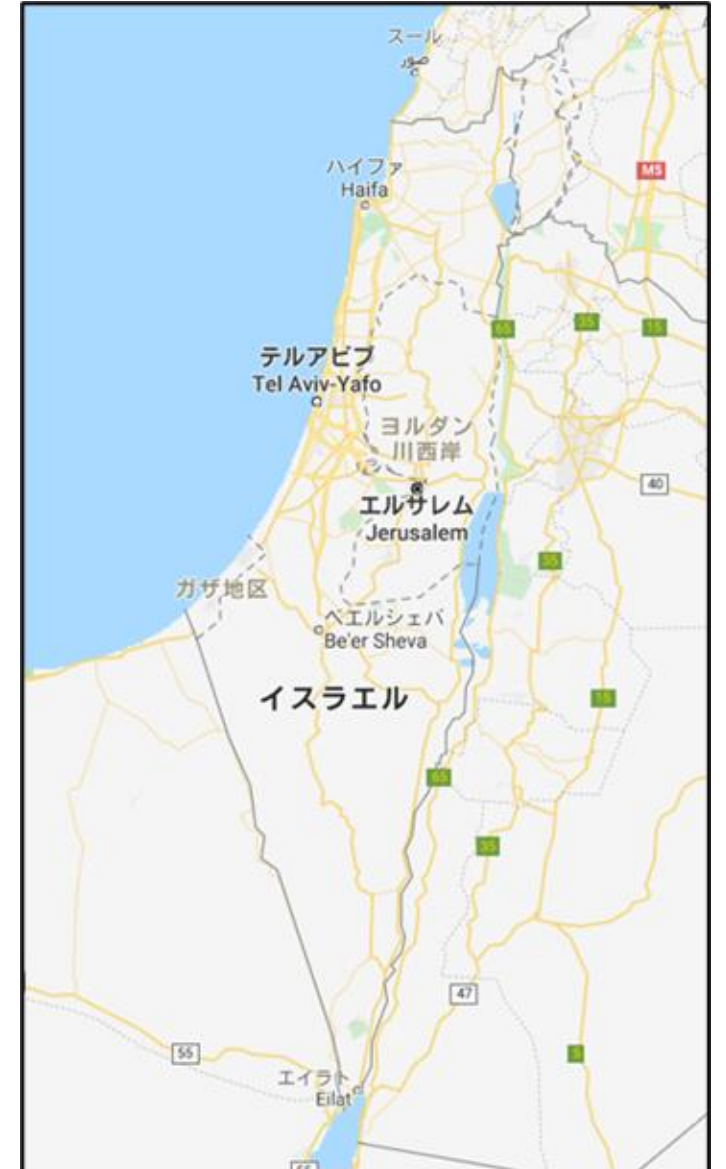 スール
صور
ハイファ
Haifa
M5
65
35
15
テルアビブ
Tel Aviv-Yafo
ヨルダン
川西岸
40
エルサレム
Jerusalem
35
ガザ地区
ベエルシェバ
Be'er Sheva
イスラエル
15
65
35
47
55
5
エイラト
Eilat